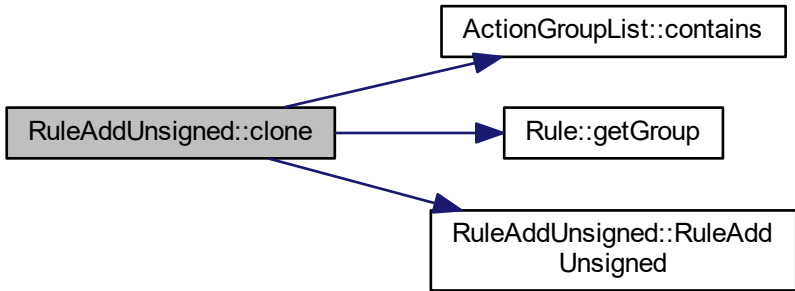 RuleAddUnsigned::clone
ActionGroupList::contains
Rule::getGroup
RuleAddUnsigned::RuleAdd
Unsigned